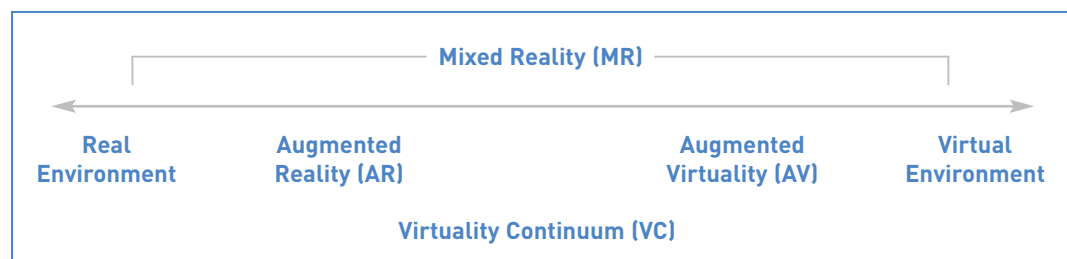 Mixed Reality (MR)
Real
Environment
Augmented
Reality (AR)
Augmented
Virtuality (AV)
Virtual
Environment
Virtuality Continuum (VC)